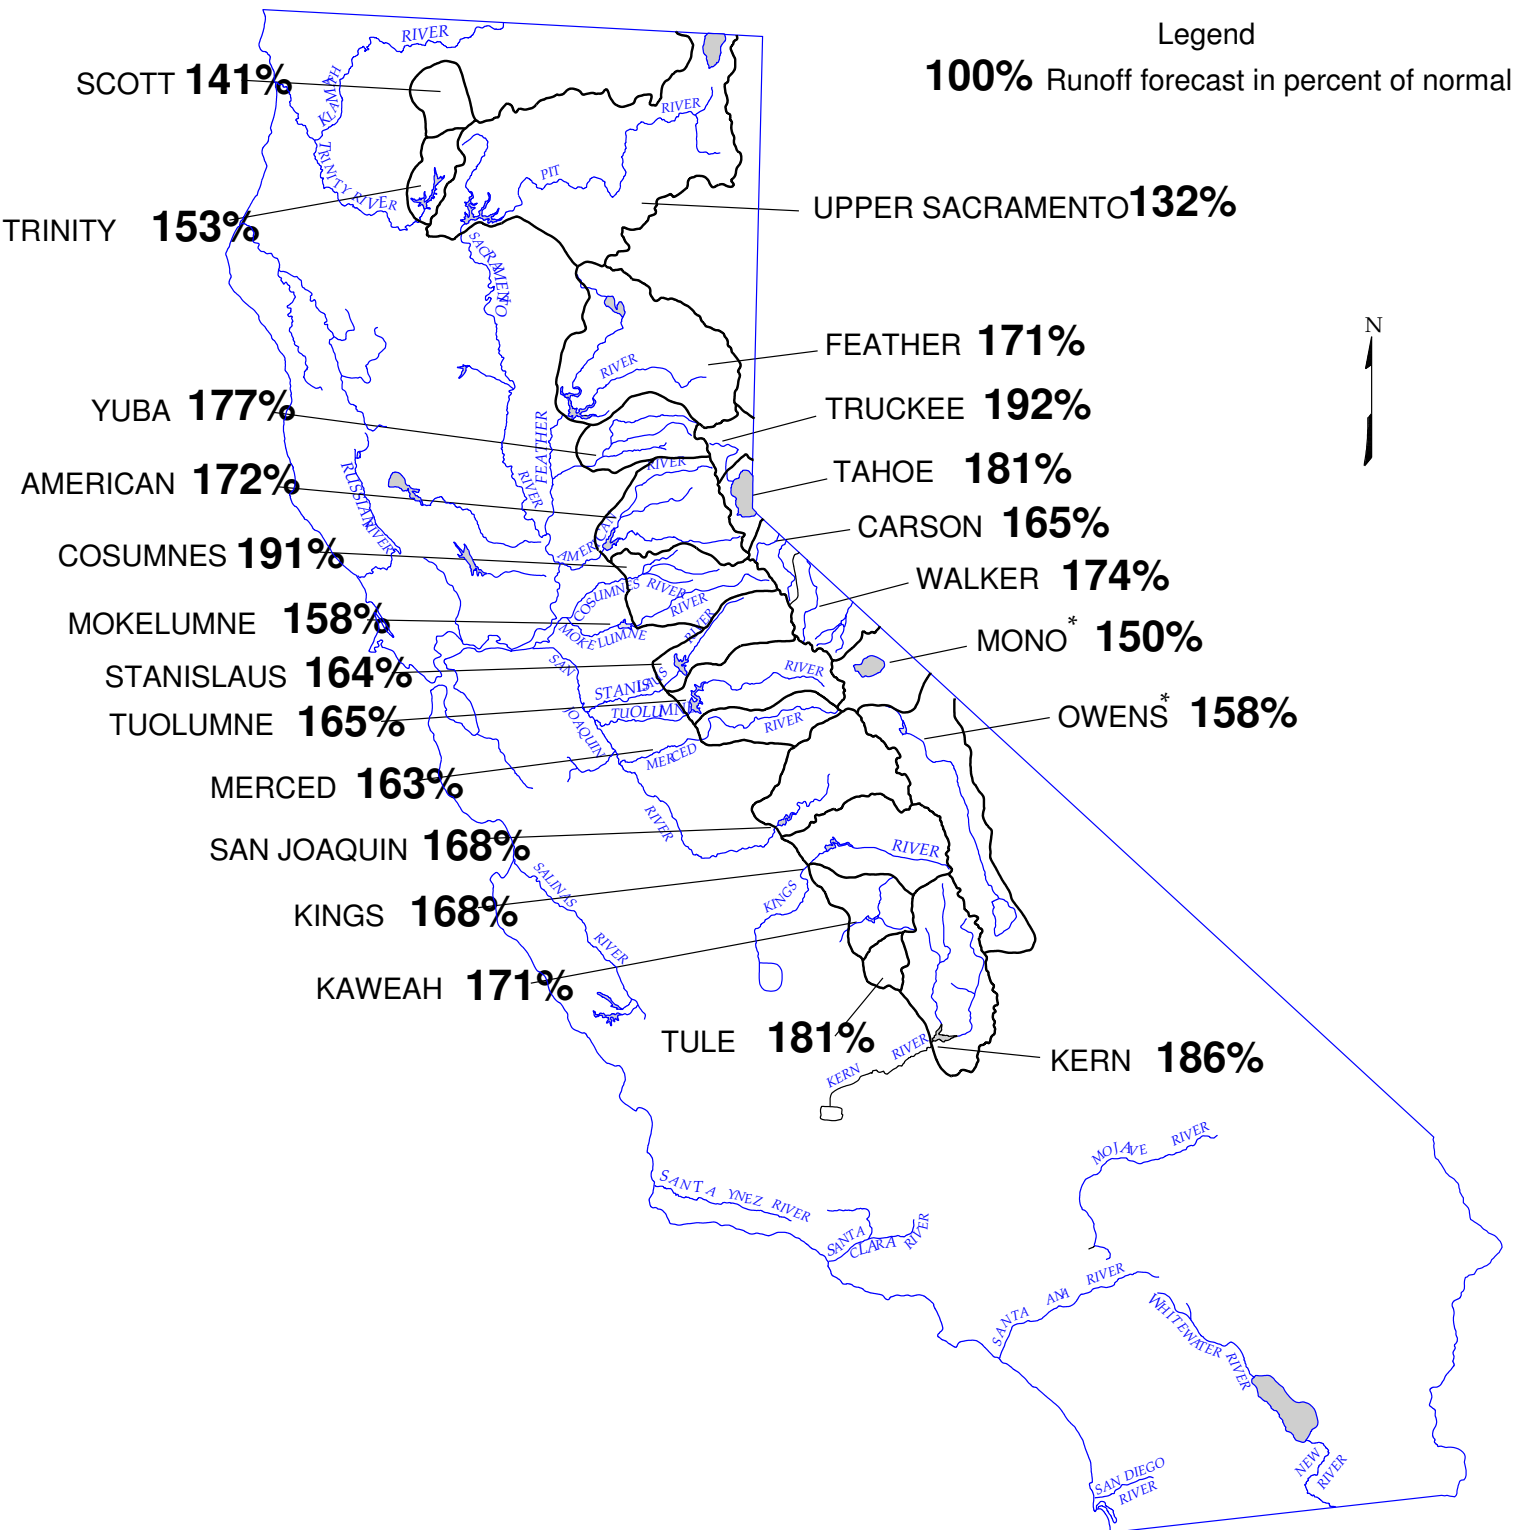 Legend
100% Runoff forecast in percent of normal
N
SCOTT 141%
TRINITY 153%
UPPER SACRAMENTO 132%
FEATHER 171%
YUBA 177%
TRUCKEE 192%
AMERICAN 172%
TAHOE 181%
COSUMNES 191%
CARSON 165%
WALKER 174%
MOKELUMNE 158%
MONO* 150%
STANISLAUS 164%
TUOLUMNE 165%
OWENS* 158%
MERCED 163%
SAN JOAQUIN 168%
KINGS 168%
KAWEAH 171%
TULE 181%
KERN 186%
KLAMATH RIVER
TRINITY RIVER
PIT RIVER
SACRAMENTO RIVER
FEATHER RIVER
RIVER
RUSSIAN RIVER
AMERICAN
COSUMNES RIVER
MOKELUMNE RIVER
STANISLAUS RIVER
TUOLUMNE RIVER
MERCED RIVER
SAN JOAQUIN RIVER
KINGS RIVER
SALINAS RIVER
KERN RIVER
SANTA YNEZ RIVER
SANTA CLARA RIVER
MOJAVE RIVER
SANTA ANA RIVER
WHITEWATER RIVER
NEW RIVER
SAN DIEGO RIVER